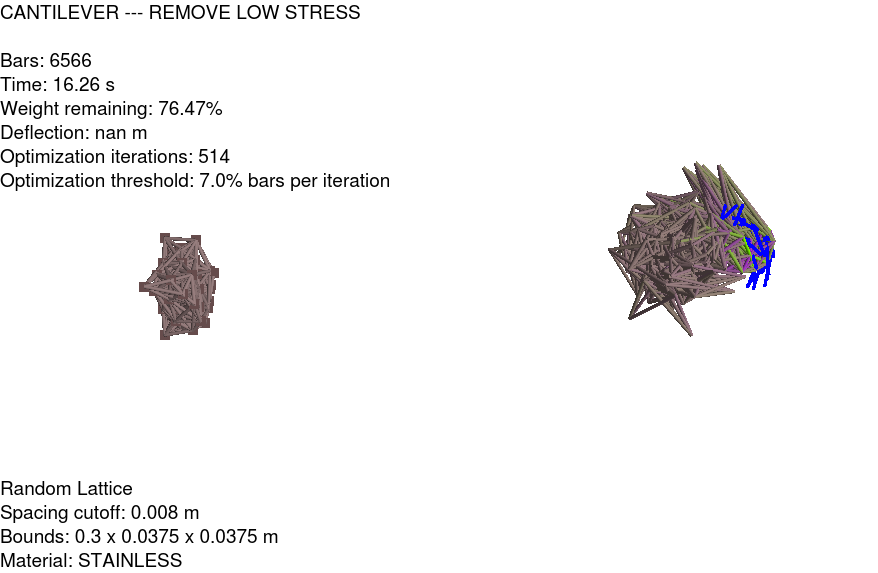 CANTILEVER --- REMOVE LOW STRESS
Bars: 6566
Time: 16.26 s
Weight remaining: 76.47%
Deflection: nan m
Optimization iterations: 514
Optimization threshold: 7.0% bars per iteration
Random Lattice
Spacing cutoff: 0.008 m
Bounds: 0.3 x 0.0375 x 0.0375 m
Material: STAINLESS